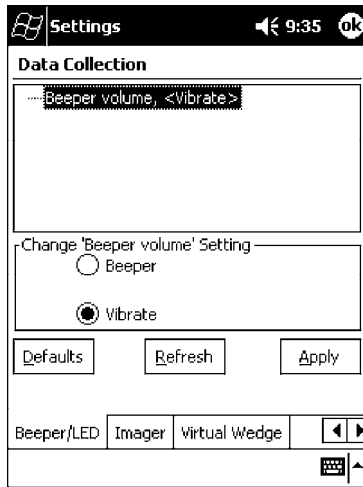 Settings 9:35 ok
Data Collection
Beeper volume, <Vibrate>
Change 'Beeper volume' Setting
Beeper
Vibrate
Defaults Refresh Apply
Beeper/LED Imager Virtual Wedge